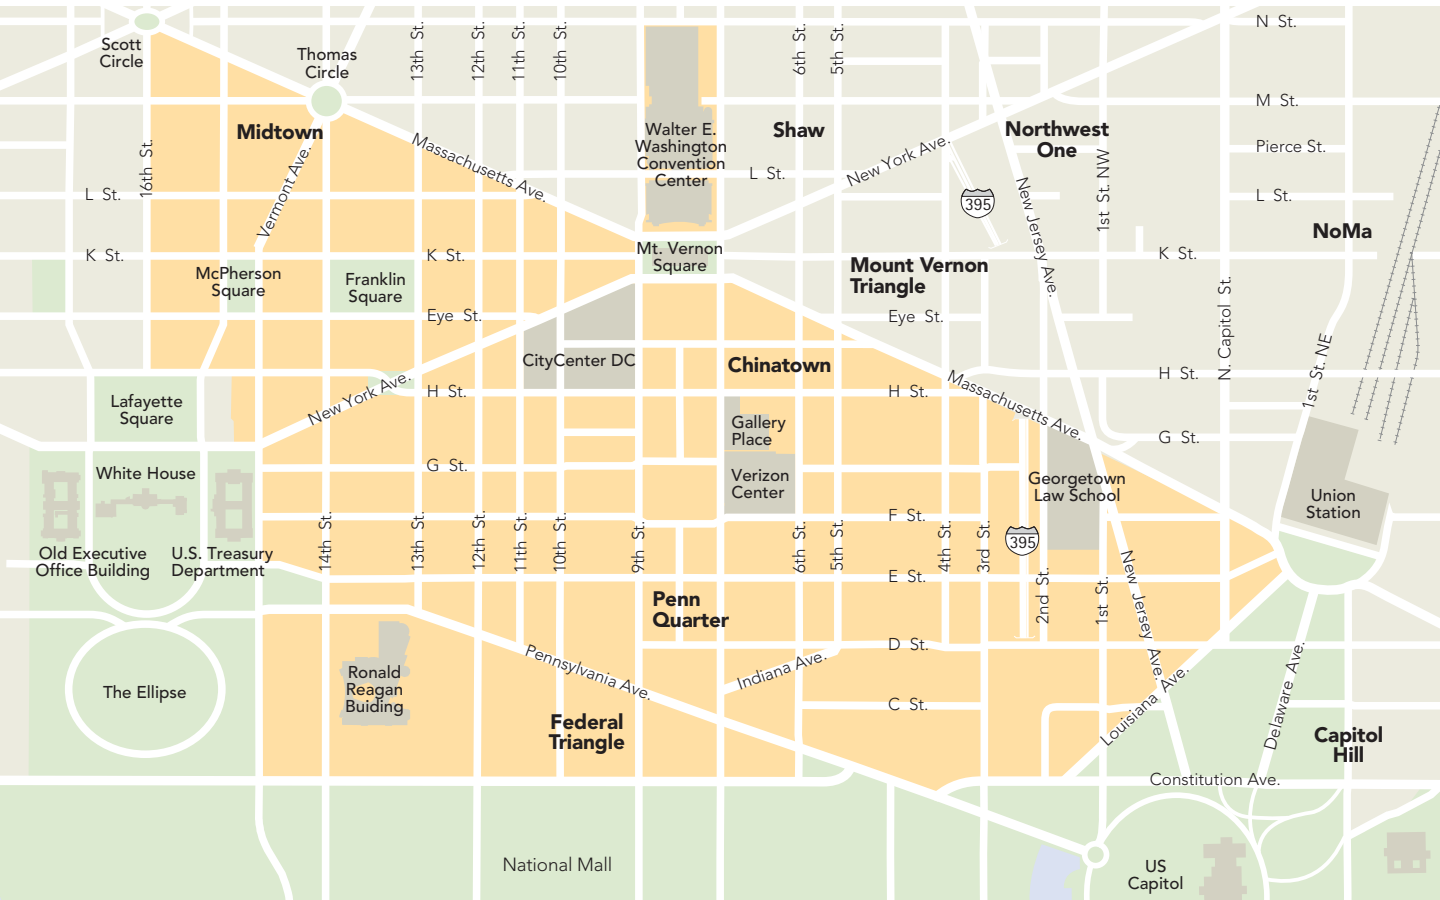 N St.
Scott
Circle
Thomas
Circle
13th St.
12th St.
11th St.
10th St.
6th St.
5th St.
M St.
Midtown
Massachusetts Ave.
Walter E.
Washington
Convention
Center
Shaw
New York Ave.
Northwest
One
Pierce St.
16th St.
Vermont Ave.
L St.
L St.
L St.
395
New Jersey Ave.
1st St. NW
NoMa
K St.
McPherson
Square
Franklin
Square
K St.
Mt. Vernon
Square
Mount Vernon
Triangle
K St.
Eye St.
Eye St.
N. Capitol St.
CityCenter DC
Chinatown
1st St. NE
Lafayette
Square
New York Ave.
H St.
H St.
Massachusetts Ave.
H St.
Gallery
Place
G St.
White House
G St.
Verizon
Center
Georgetown
Law School
Union
Station
Old Executive
Office Building
U.S. Treasury
Department
14th St.
13th St.
12th St.
11th St.
10th St.
9th St.
6th St.
5th St.
F St.
4th St.
3rd St.
395
E St.
2nd St.
1st St.
New Jersey Ave.
Penn
Quarter
D St.
Pennsylvania Ave.
Indiana Ave.
The Ellipse
Ronald
Reagan
Buiding
C St.
Louisiana Ave.
Delaware Ave.
Federal
Triangle
Capitol
Hill
Constitution Ave.
National Mall
US
Capitol